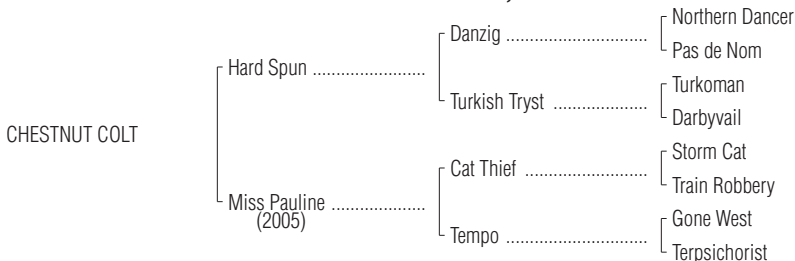 Northern Dancer
Danzig ................................
Pas de Nom
Hard Spun .........................
Turkoman
Turkish Tryst .....................
Darbyvail
CHESTNUT COLT
Storm Cat
Cat Thief ............................
Train Robbery
Miss Pauline .....................
(2005)
Gone West
Tempo ................................
Terpsichorist